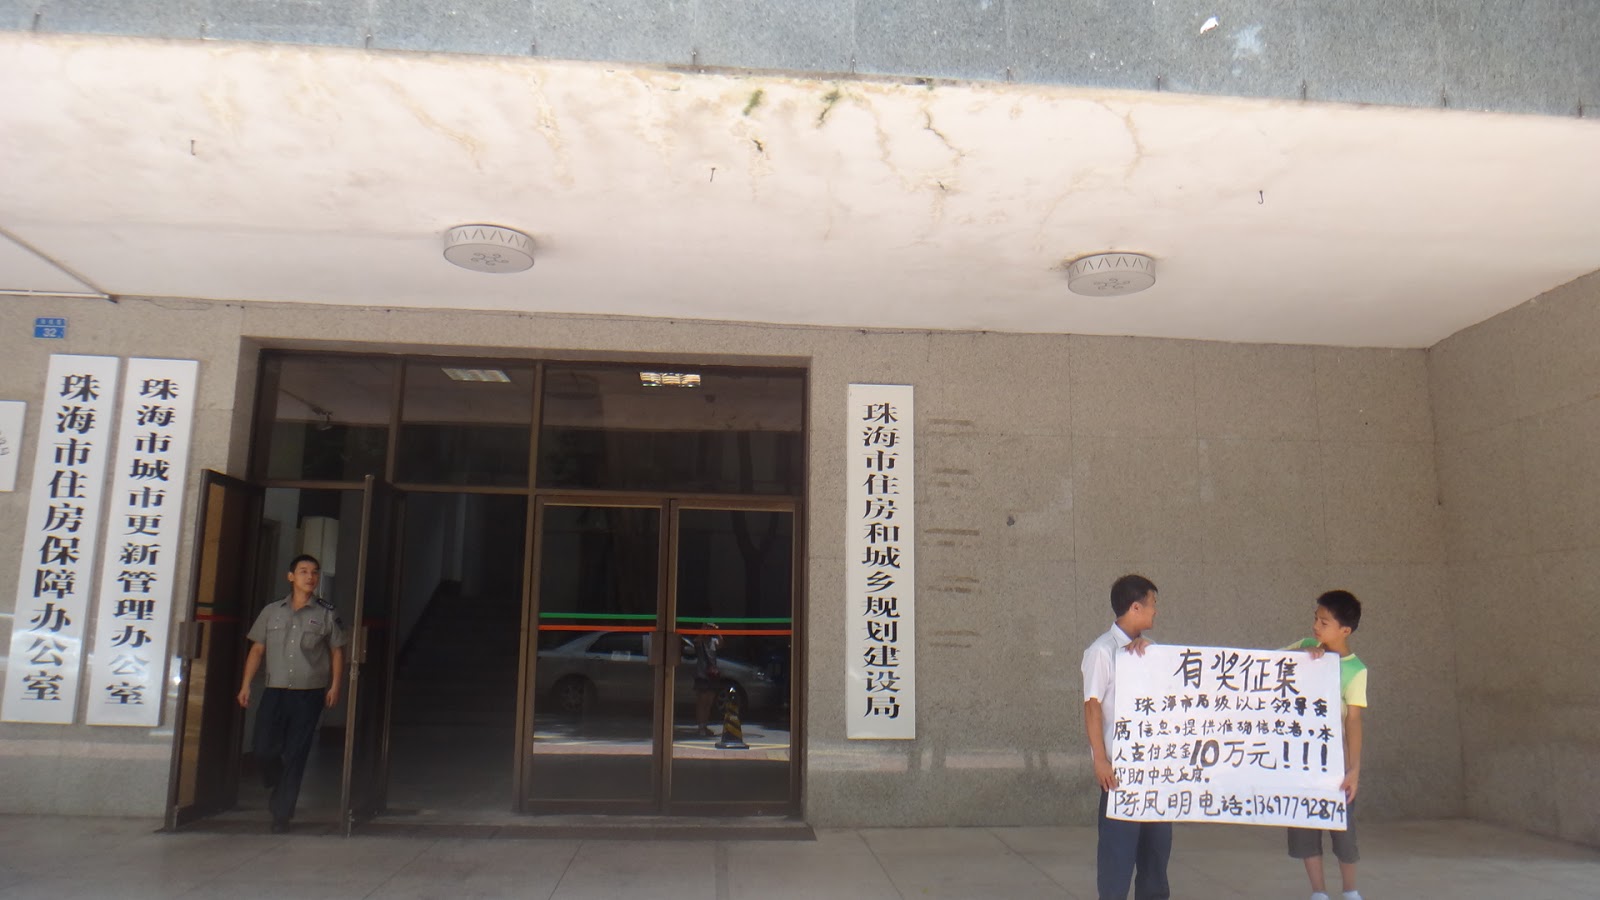 32
珠海市住房保障办公室
珠海市城市更新管理办公室
珠海市住房和城乡规划建设局
有奖征集
珠海市局级以上领导贪
腐信息,提供准确信息者,本
人支付奖金10万元!!!
帮助中央反腐。
陈凤明电话:13697792874